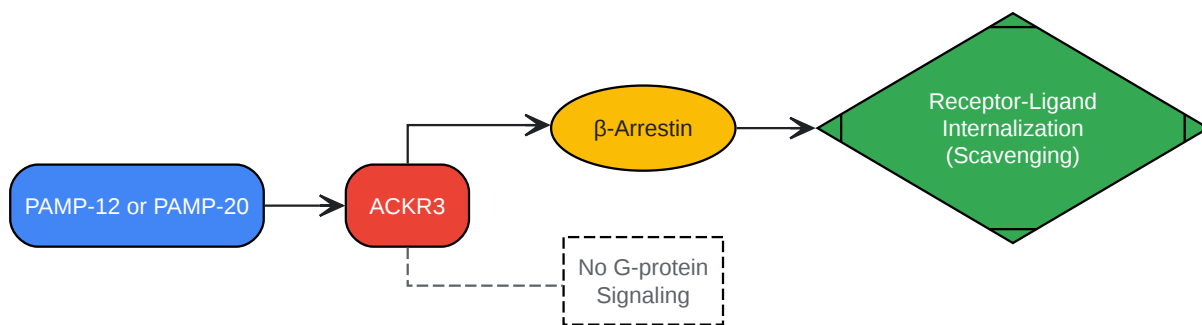 PAMP-12 or PAMP-20
ACKR3
β-Arrestin
Receptor-Ligand
Internalization
(Scavenging)
No G-protein
Signaling